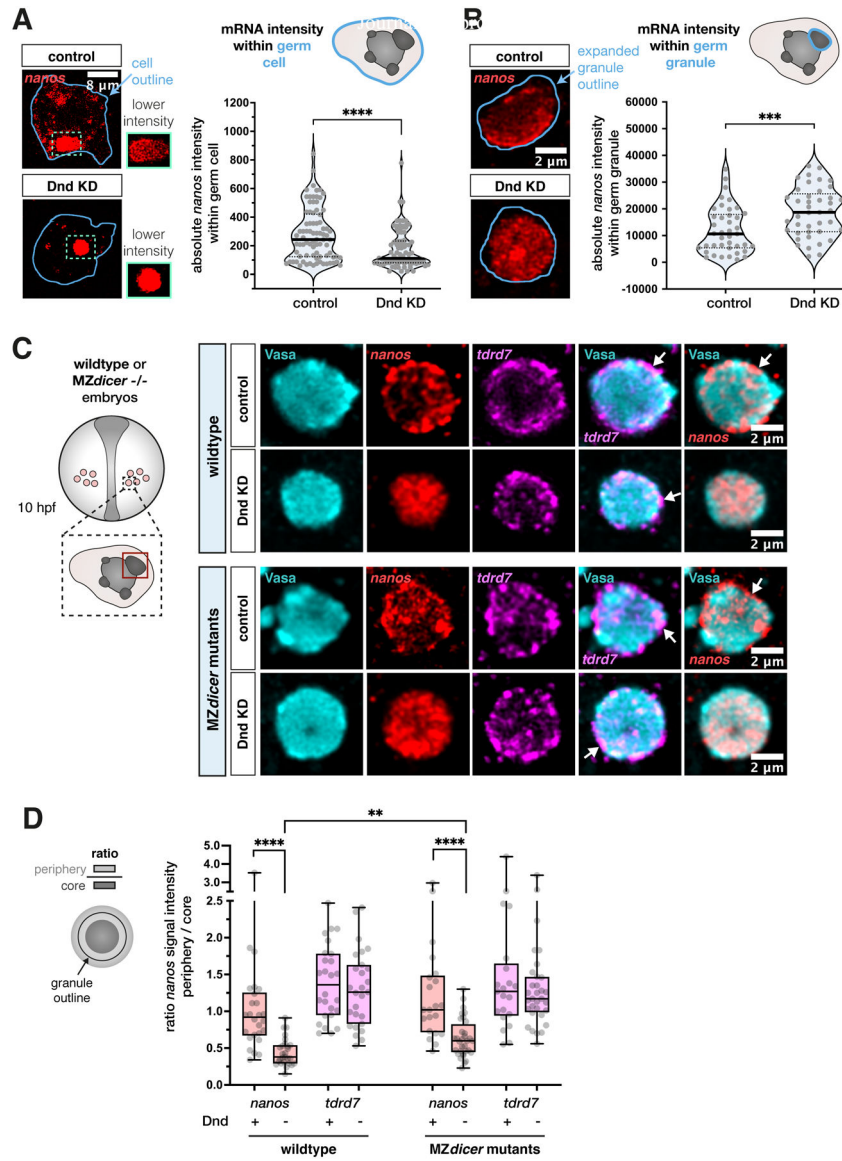 A
mRNA intensity
within germ
cell
control
nanos
8 µm
cell
outline
lower
intensity
Dnd KD
lower
intensity
****
absolute nanos intensity
within germ cell
1200
1000
800
600
400
200
0
control
Dnd KD
B
mRNA intensity
within germ
granule
control
nanos
2 µm
expanded
granule
outline
Dnd KD
***
absolute nanos intensity
within germ granule
60000
50000
40000
30000
20000
10000
0
-10000
control
Dnd KD
C
wildtype or
MZdicer -/-
embryos
10 hpf
wildtype
control
Vasa
nanos
tdrd7
Vasa
tdrd7
Vasa
nanos
2 µm
Dnd KD
2 µm
MZdicer mutants
control
Vasa
nanos
tdrd7
Vasa
tdrd7
Vasa
nanos
2 µm
Dnd KD
2 µm
D
ratio
periphery
core
granule
outline
**
****
****
ratio nanos signal intensity
periphery / core
5.0
4.5
4.0
3.5
3.0
2.5
2.0
1.5
1.0
0.5
0.0
nanos
tdrd7
nanos
tdrd7
Dnd
+ - + - + - + -
wildtype
MZdicer mutants